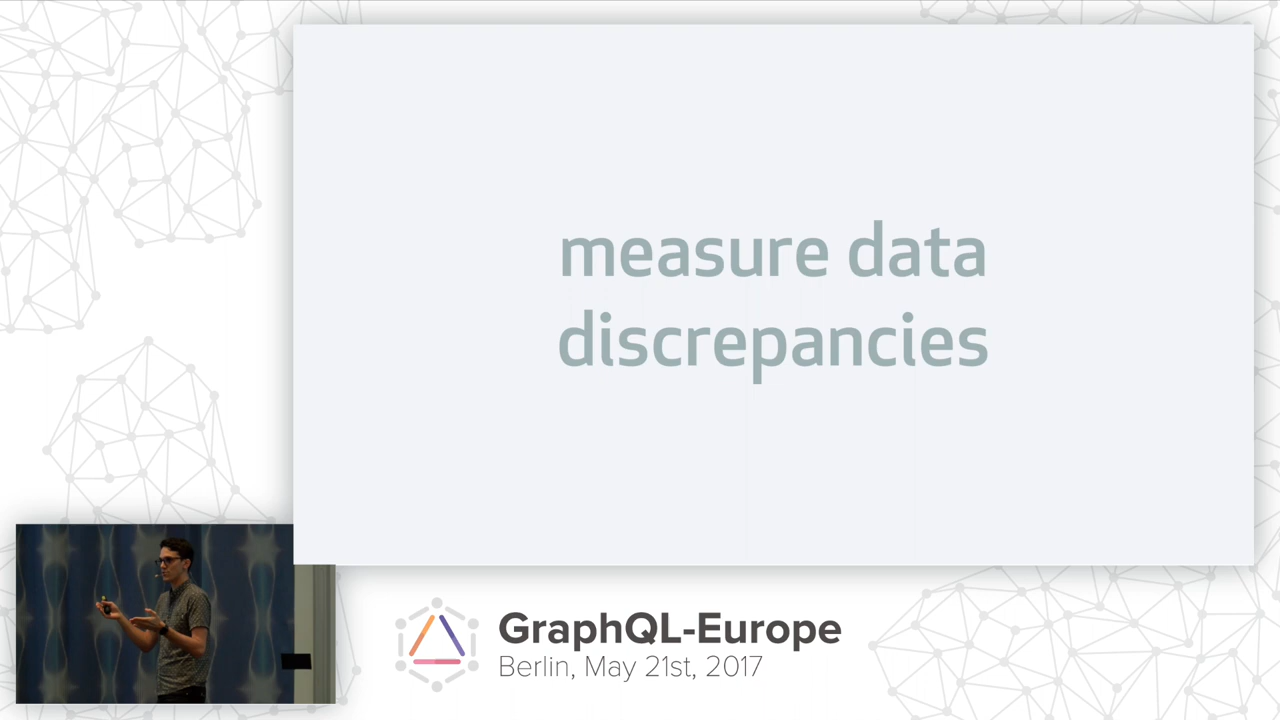 measure data
discrepancies
GraphQL-Europe
Berlin, May 21st, 2017